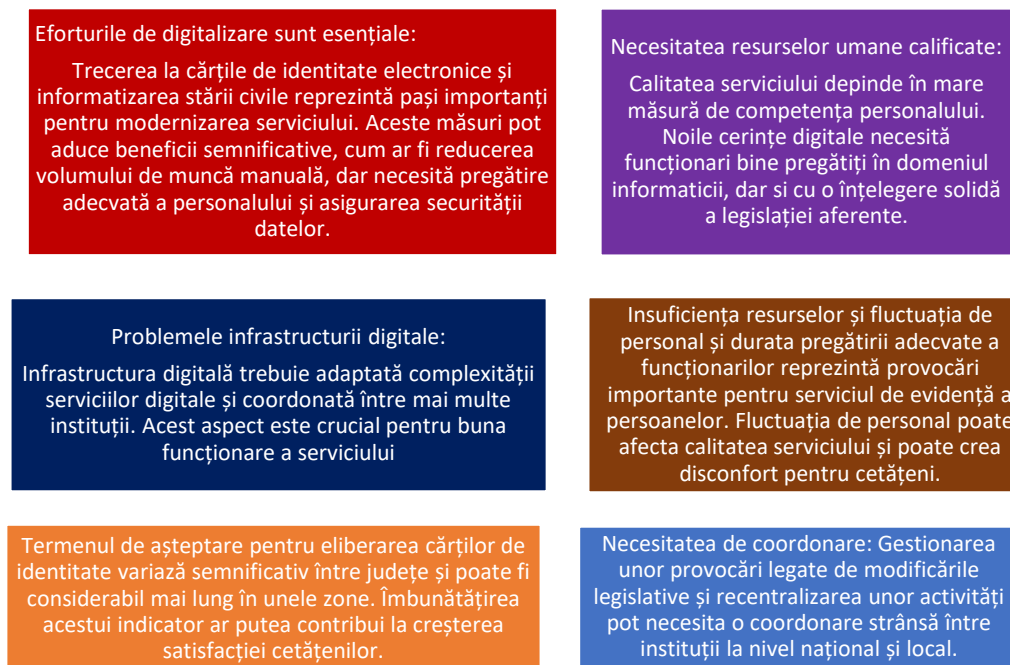 Eforturile de digitalizare sunt esențiale:
Trecerea la cărțile de identitate electronice și
informatizarea stării civile reprezintă pași importanți
pentru modernizarea serviciului. Aceste măsuri pot
aduce beneficii semnificative, cum ar fi reducerea
volumului de muncă manuală, dar necesită pregătire
adecvată a personalului și asigurarea securității
datelor.
Necesitatea resurselor umane calificate:
Calitatea serviciului depinde în mare
măsură de competența personalului.
Noile cerințe digitale necesită
funcționari bine pregătiți în domeniul
informaticii, dar si cu o înțelegere solidă
a legislației aferente.
Problemele infrastructurii digitale:
Infrastructura digitală trebuie adaptată complexității
serviciilor digitale și coordonată între mai multe
instituții. Acest aspect este crucial pentru buna
funcționare a serviciului
Insuficiența resurselor și fluctuația de
personal și durata pregătirii adecvate a
funcționarilor reprezintă provocări
importante pentru serviciul de evidență a
persoanelor. Fluctuația de personal poate
afecta calitatea serviciului și poate crea
disconfort pentru cetățeni.
Termenul de așteptare pentru eliberarea cărților de
identitate variază semnificativ între județe și poate fi
considerabil mai lung în unele zone. Îmbunătățirea
acestui indicator ar putea contribui la creșterea
satisfacției cetățenilor.
Necesitatea de coordonare: Gestionarea
unor provocări legate de modificările
legislative și recentralizarea unor activități
pot necesita o coordonare strânsă între
instituții la nivel național și local.